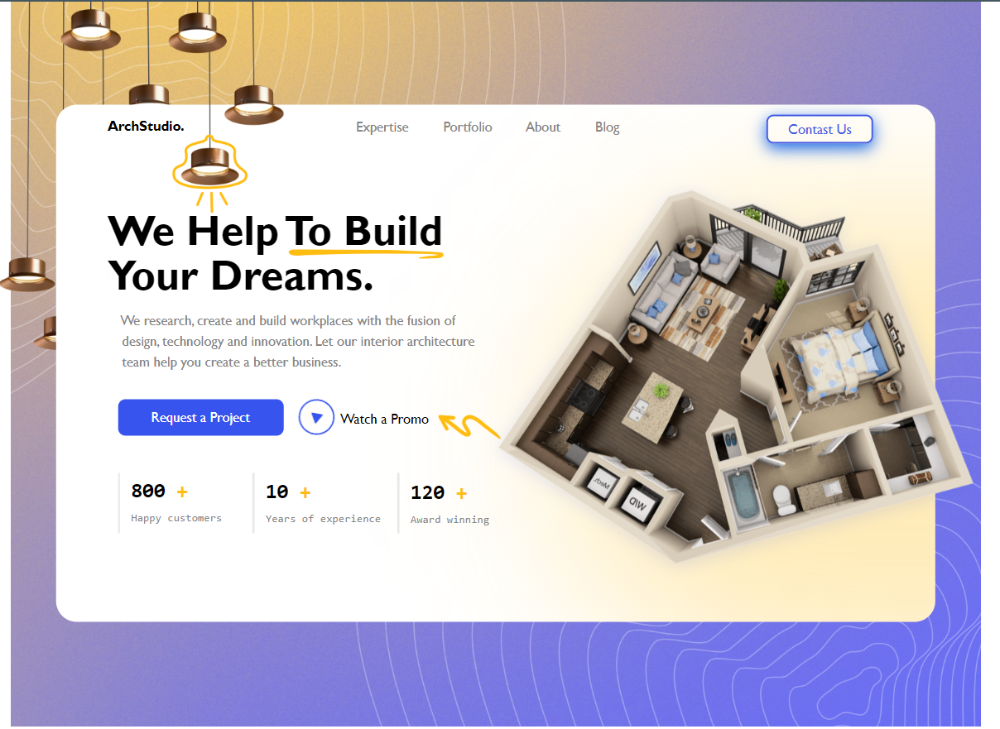 ArchStudio.
Expertise
Portfolio
About
Blog
Contast Us
We Help To Build
Your Dreams.
We research, create and build workplaces with the fusion of
design, technology and innovation. Let our interior architecture
team help you create a better business.
Request a Project
Watch a Promo
800 +
Happy customers
10 +
Years of experience
120 +
Award winning
Mech.
W/D